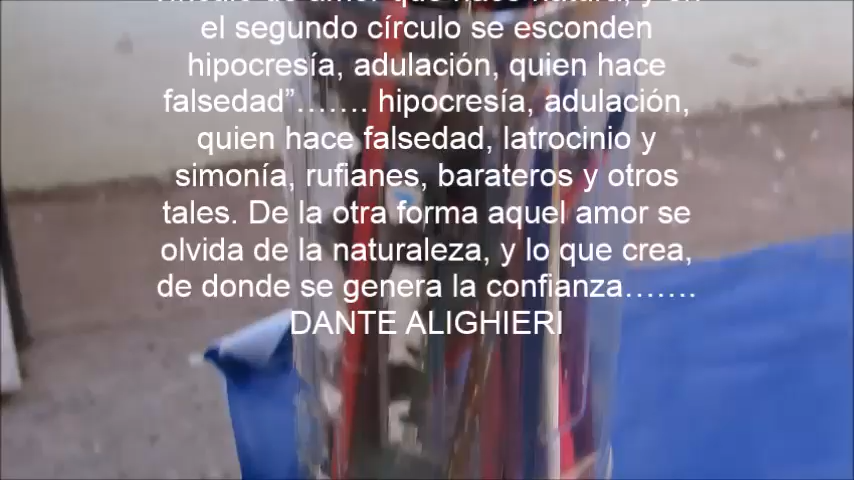 el segundo círculo se esconden
hipocresía, adulación, quien hace
falsedad”……. hipocresía, adulación,
quien hace falsedad, latrocinio y
simonía, rufianes, barateros y otros
tales. De la otra forma aquel amor se
olvida de la naturaleza, y lo que crea,
de donde se genera la confianza…….
DANTE ALIGHIERI